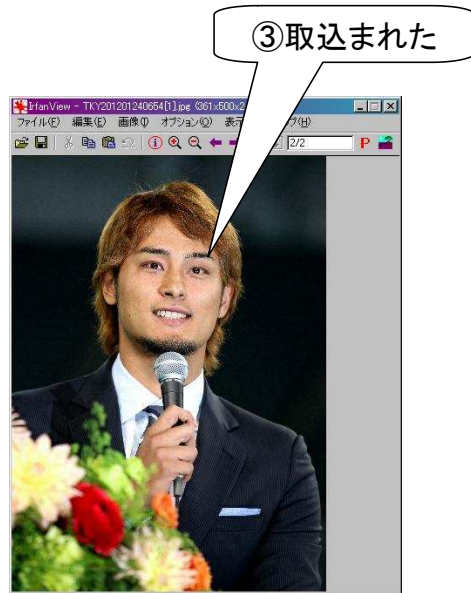 ③取込まれた
IrfanView - TKY201201240654[1].jpg (361x500x2
ファイル(F) 編集(E) 画像(I) オプション(O) 表示 プ(H)
2/2
P